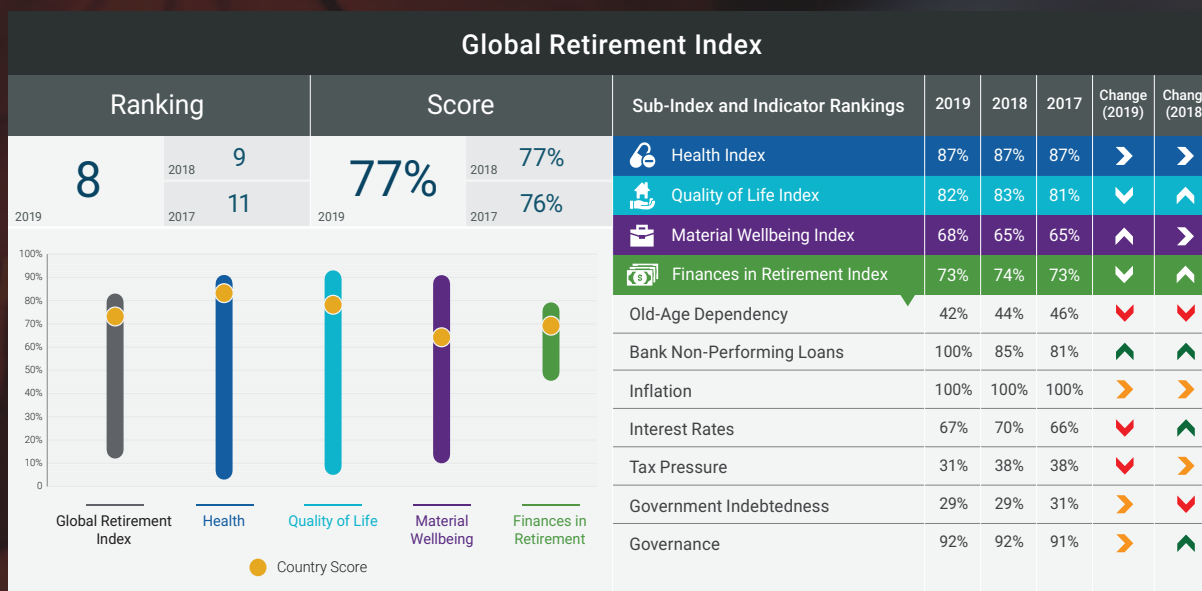 Global Retirement Index
Ranking
Score
8
2019
9
2018
11
2017
77%
2019
77%
2018
76%
2017
100%
90%
80%
70%
60%
50%
40%
30%
20%
10%
0
Global Retirement
Index
Health
Quality of Life
Material
Wellbeing
Finances in
Retirement
Country Score
Sub-Index and Indicator Rankings 2019 2018 2017 Change (2019) Chang (2018
Health Index 87% 87% 87%
Quality of Life Index 82% 83% 81%
Material Wellbeing Index 68% 65% 65%
Finances in Retirement Index 73% 74% 73%
Old-Age Dependency 42% 44% 46%
Bank Non-Performing Loans 100% 85% 81%
Inflation 100% 100% 100%
Interest Rates 67% 70% 66%
Tax Pressure 31% 38% 38%
Government Indebtedness 29% 29% 31%
Governance 92% 92% 91%